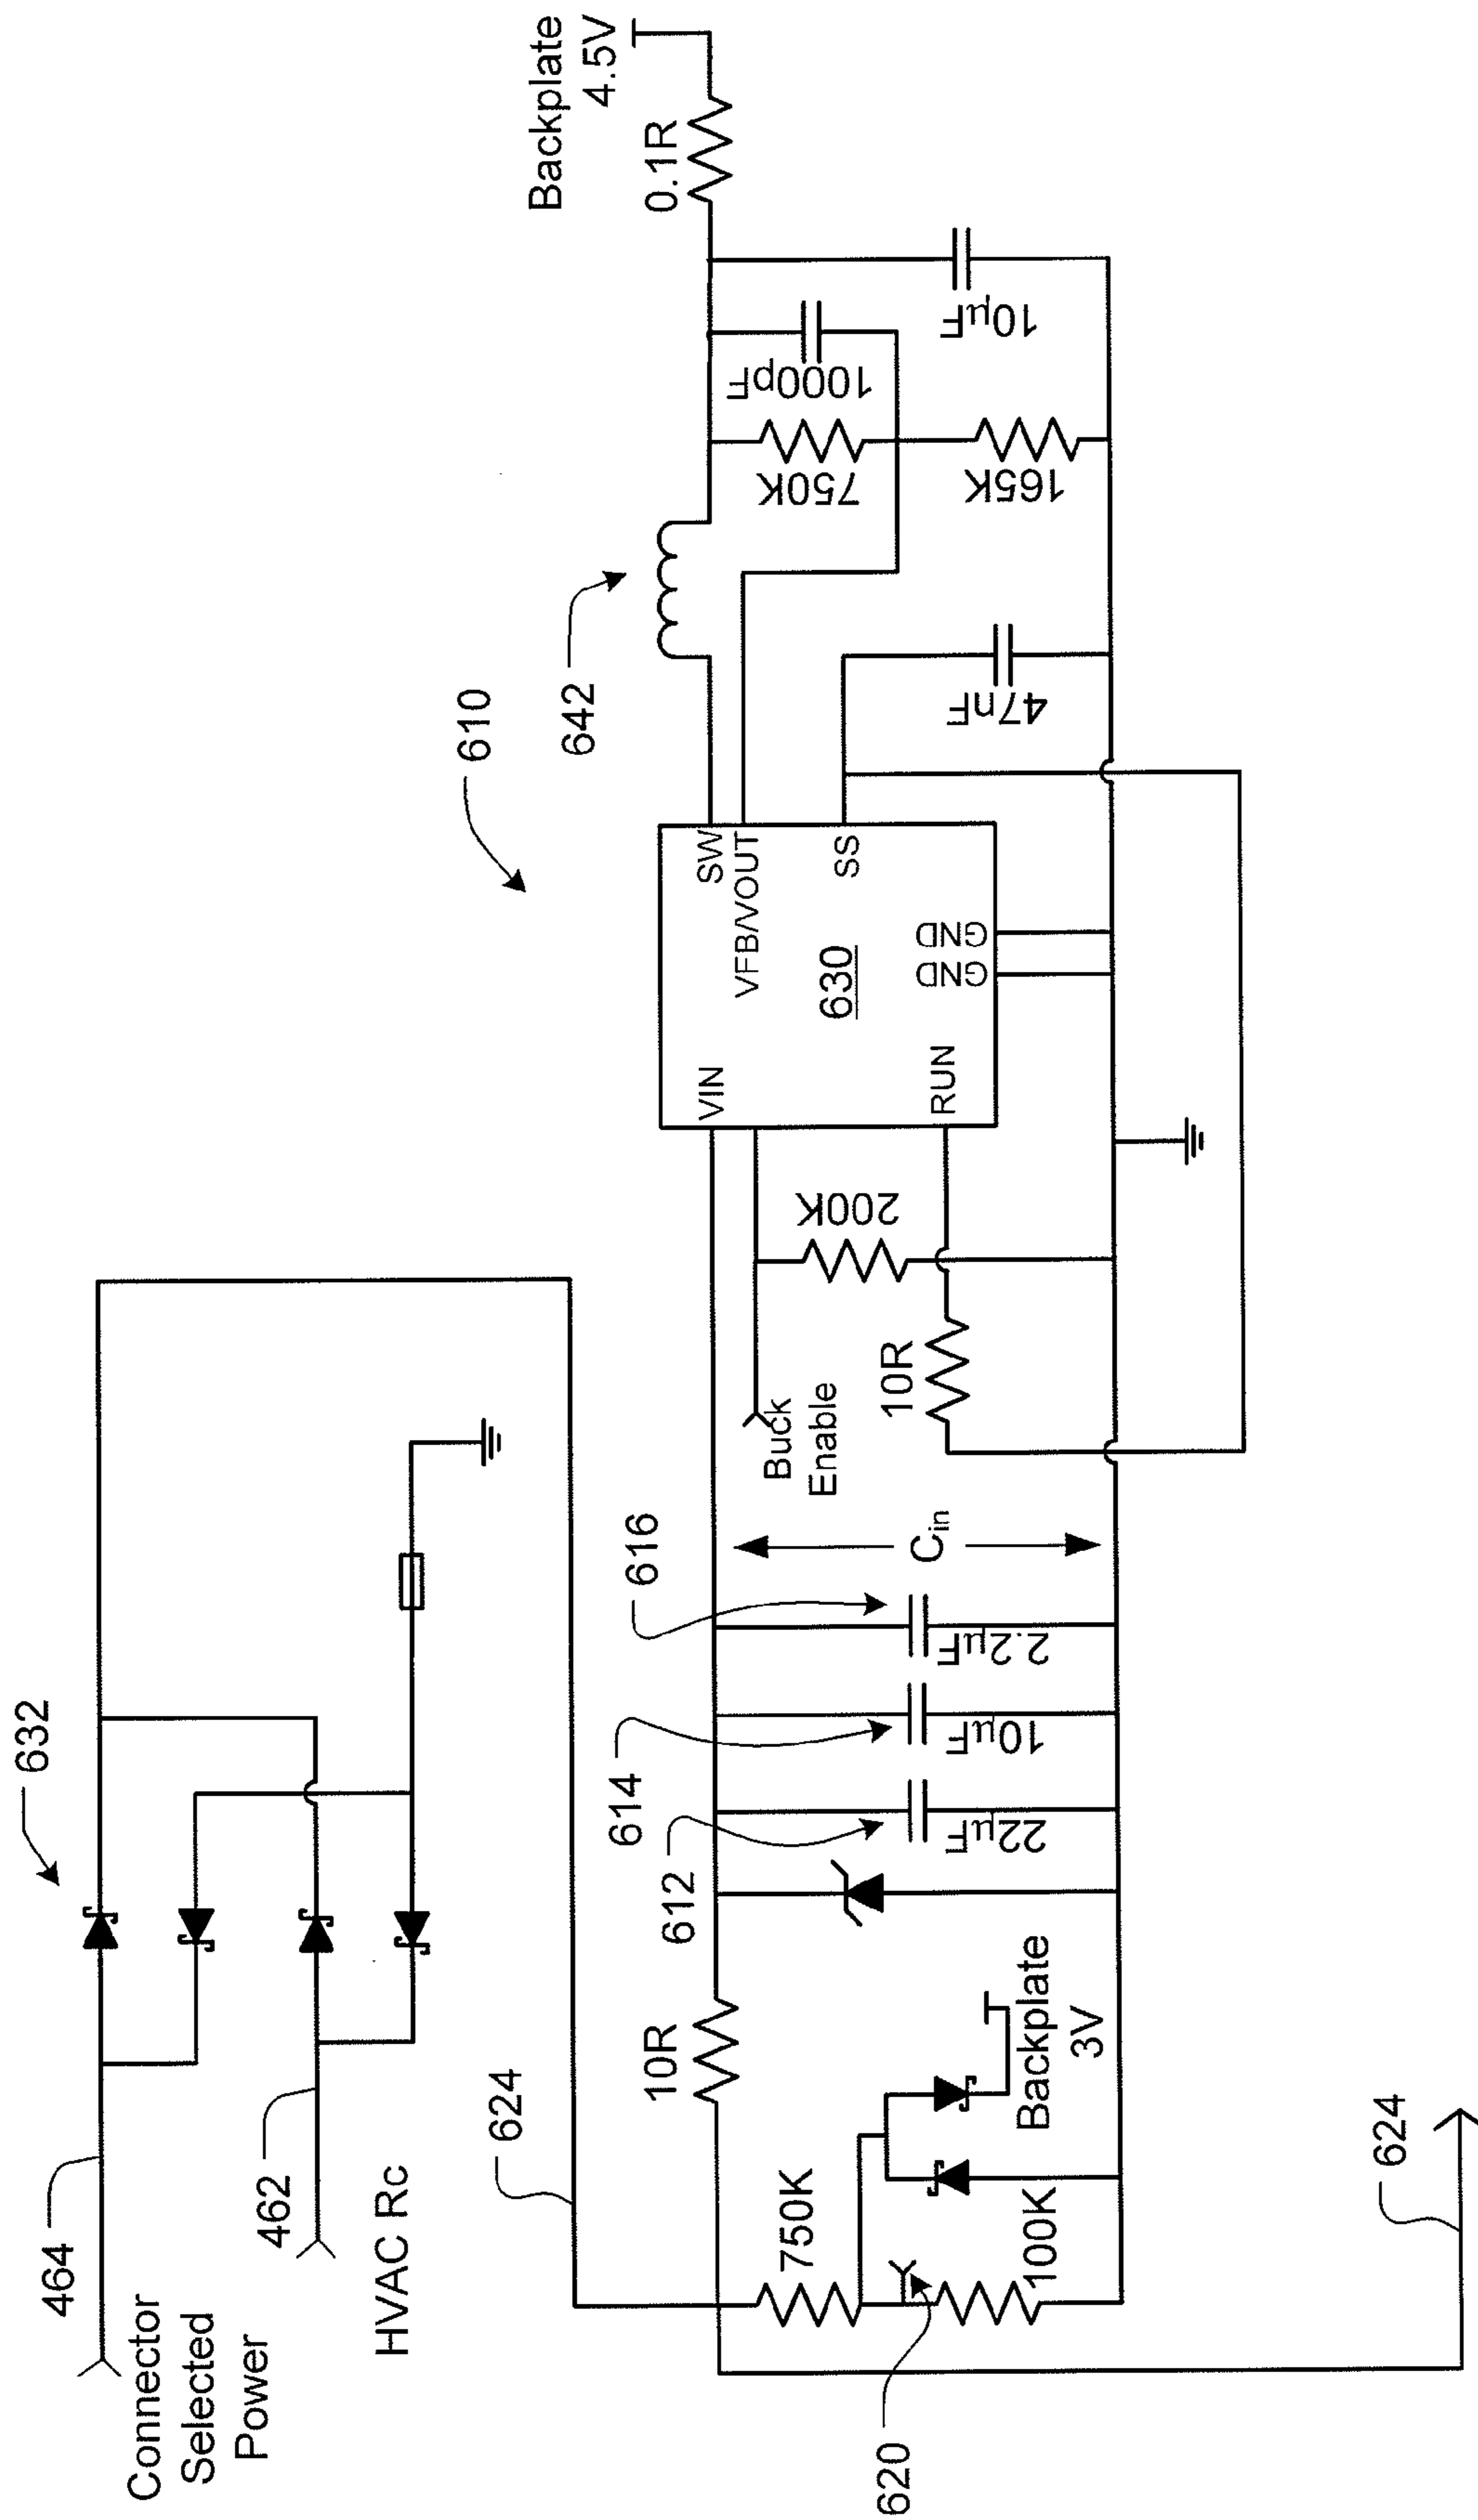 632
464
Connector
Selected
Power
462
HVAC Rc
624
610
642
Backplate
4.5V
0.1R
10R
612
614
616
22µF
10µF
2.2µF
Cin
Buck
Enable
200K
10R
VIN
RUN
630
GND
GND
SW
VFB/VOUT
SS
47nF
750K
165K
1000pF
10µF
750K
100K
620
Backplate
3V
624